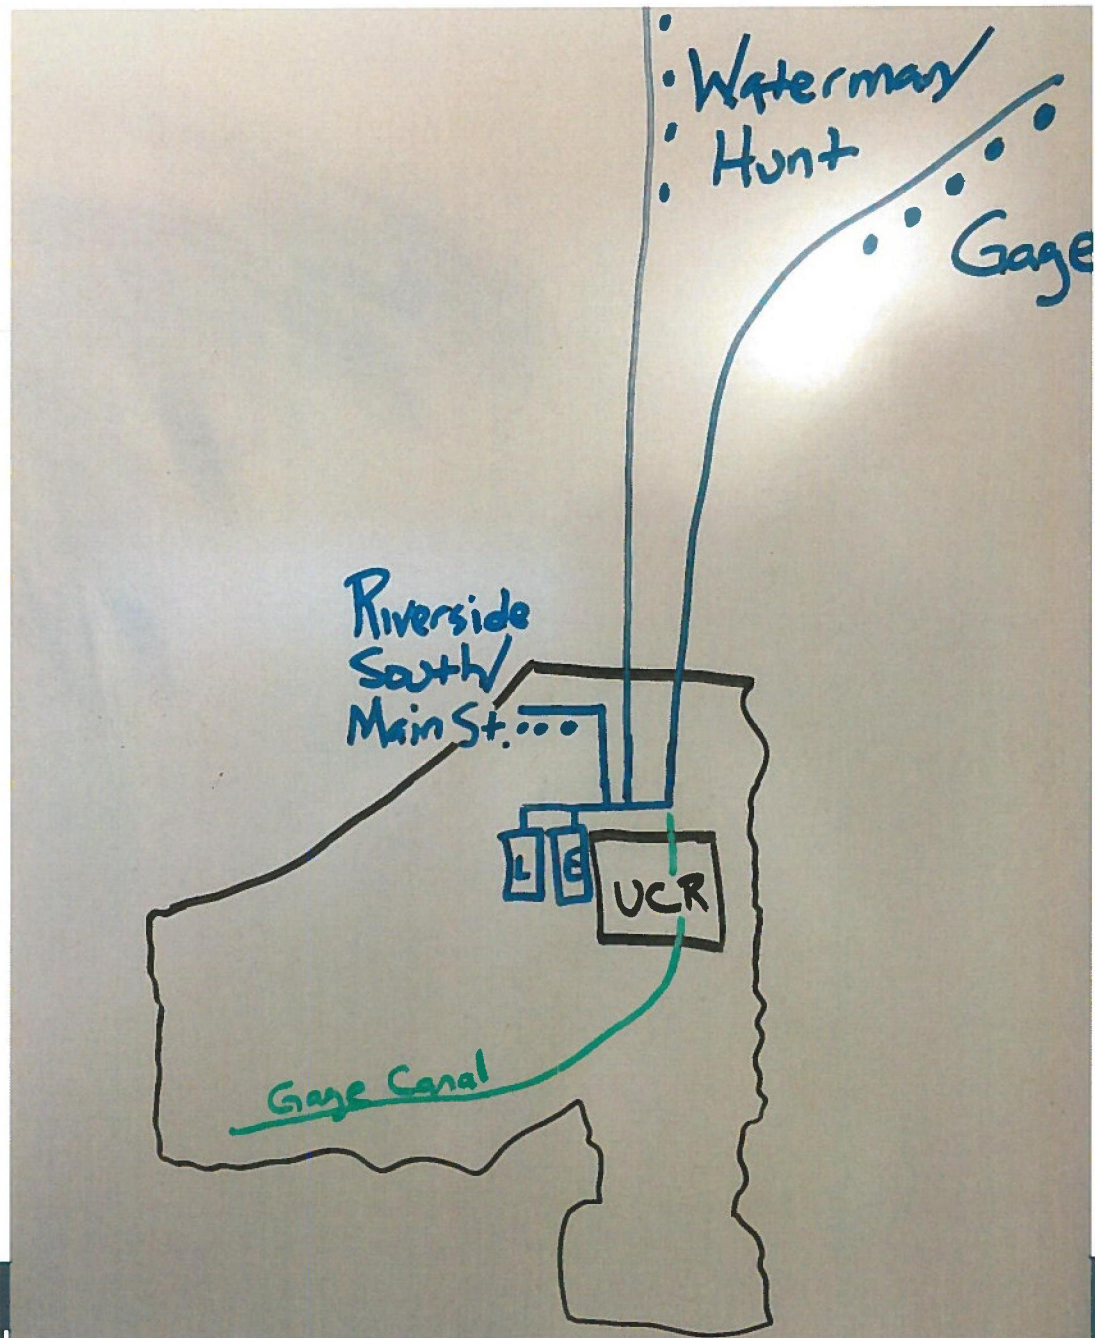 Waterman/
Hunt
Gage
Riverside
South/
Main St.
L
E
UCR
Gage Canal